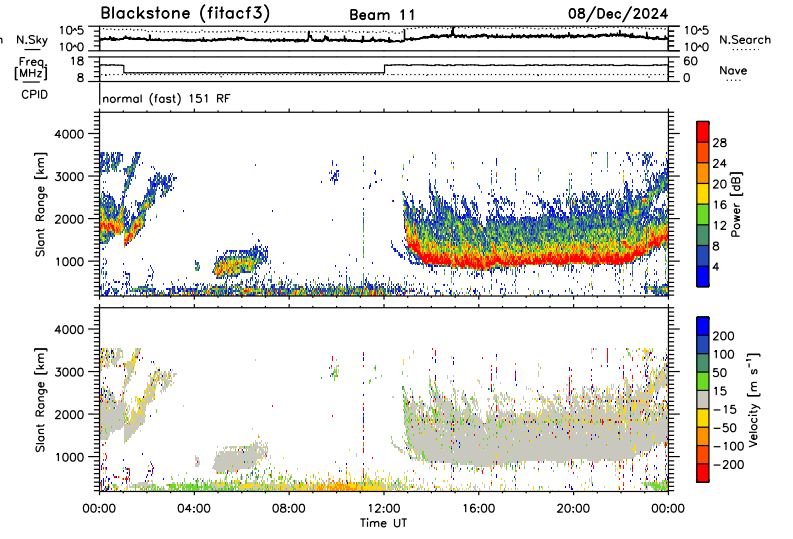 Blackstone (fitacf3) Beam 11 08/Dec/2024
N.Sky 10^5 10^5 N.Search
10^0 10^0
Freq. 18 60
[MHz] 8 0 Nave
CPID normal (fast) 151 RF
Slant Range [km]
4000
3000
2000
1000
28
24
20
16
12
8
4
Power [dB]
Slant Range [km]
4000
3000
2000
1000
200
100
50
15
-15
-50
-100
-200
Velocity [m s⁻¹]
00:00 04:00 08:00 12:00 16:00 20:00 00:00
Time UT